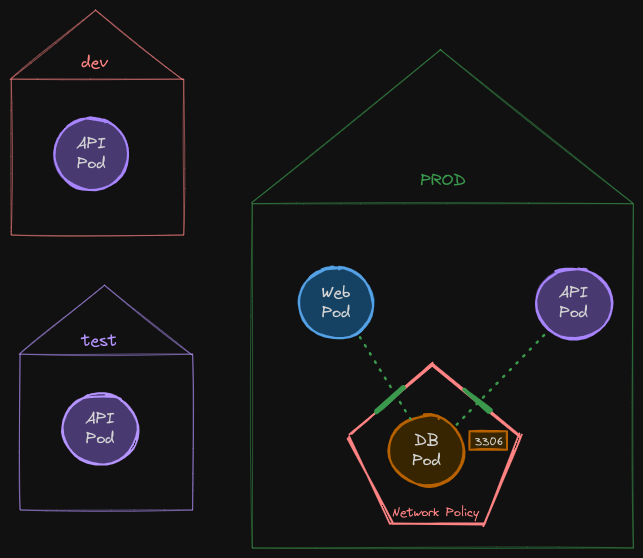 dev
API
Pod
PROD
Web
Pod
API
Pod
test
API
Pod
DB
Pod
3306
Network Policy